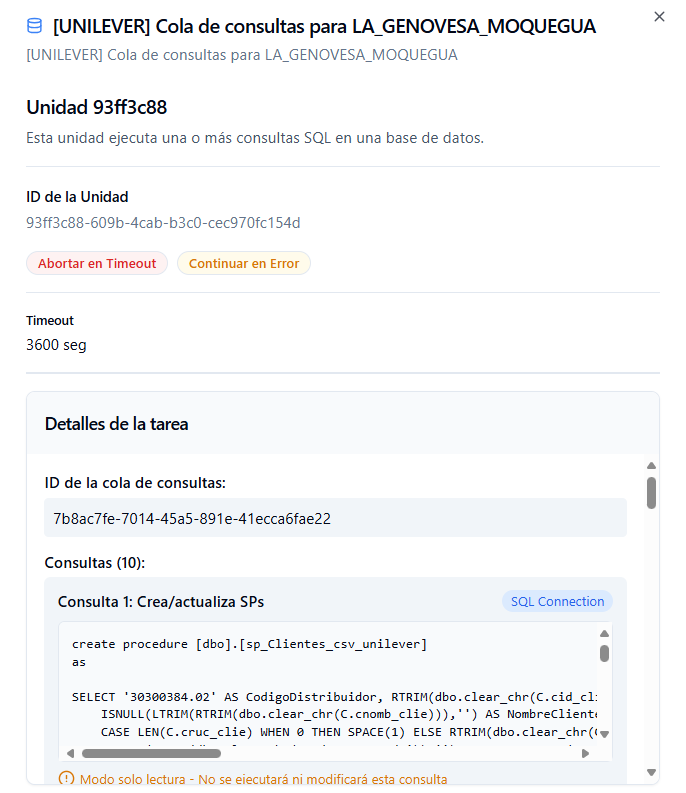 [UNILEVER] Cola de consultas para LA_GENOVESA_MOQUEGUA
[UNILEVER] Cola de consultas para LA_GENOVESA_MOQUEGUA
Unidad 93ff3c88
Esta unidad ejecuta una o más consultas SQL en una base de datos.
ID de la Unidad
93ff3c88-609b-4cab-b3c0-cec970fc154d
Abortar en Timeout Continuar en Error
Timeout
3600 seg
Detalles de la tarea
ID de la cola de consultas:
7b8ac7fe-7014-45a5-891e-41ecca6fae22
Consultas (10):
Consulta 1: Crea/actualiza SPs SQL Connection
create procedure [dbo].[sp_Clientes_csv_unilever]
as
SELECT '30300384.02' AS CodigoDistribuidor, RTRIM(dbo.clear_chr(C.cid_cli
ISNULL(LTRIM(RTRIM(dbo.clear_chr(C.cnomb_clie))),'') AS NombreCliente
CASE LEN(C.cruc_clie) WHEN 0 THEN SPACE(1) ELSE RTRIM(dbo.clear_chr(
Modo solo lectura - No se ejecutará ni modificará esta consulta